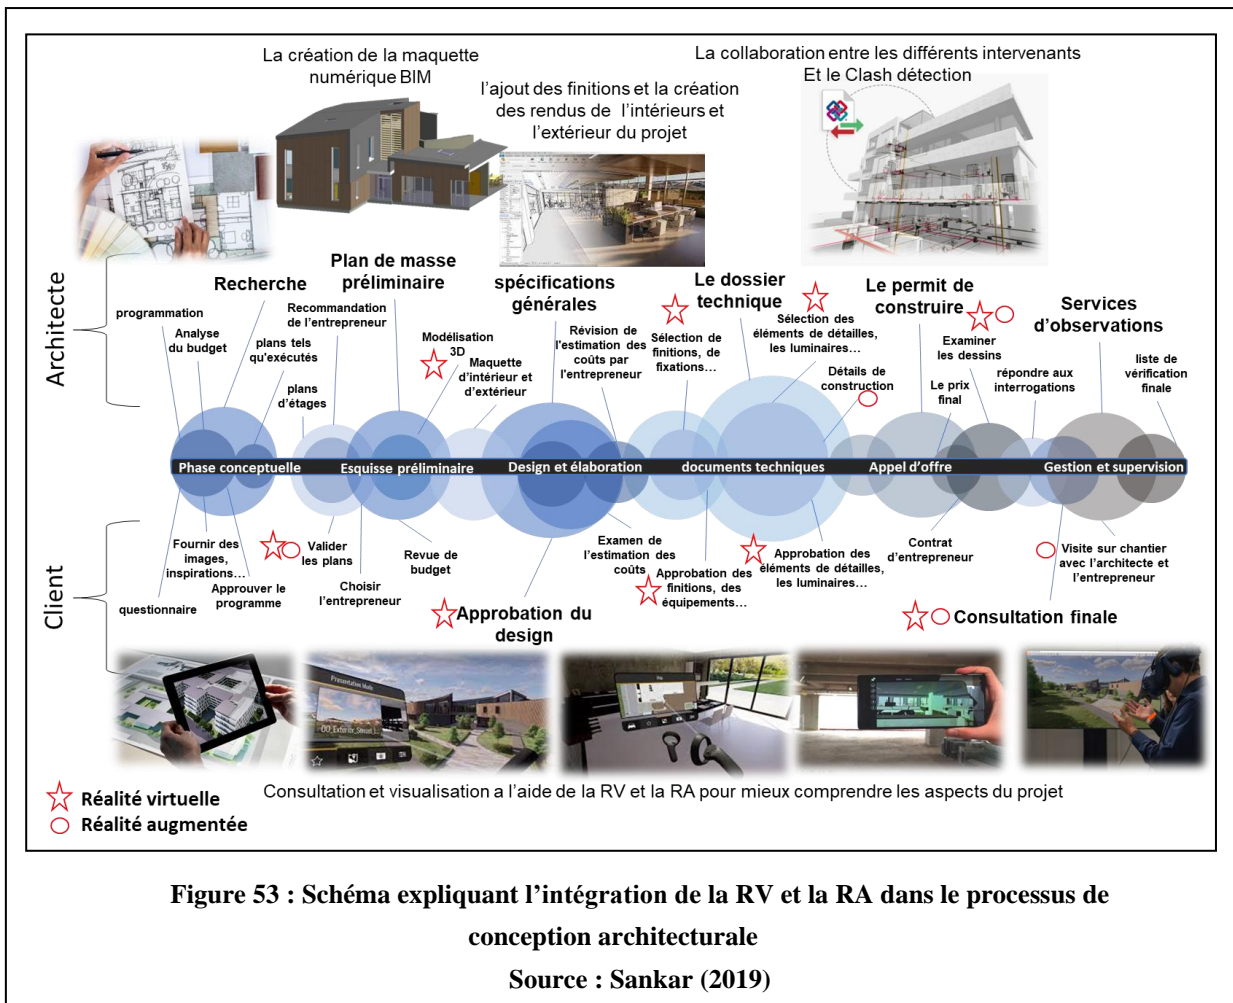 La création de la maquette
numérique BIM
l'ajout des finitions et la création
des rendus de l'intérieurs et
l'extérieur du projet
La collaboration entre les différents intervenants
Et le Clash détection
Architecte
programmation
Analyse
du budget
Recherche
plans tels
qu'exécutés
plans
d'étages
Recommandation
de l'entrepreneur
Plan de masse
préliminaire
Modélisation
3D
Maquette
d'intérieur et
d'extérieur
spécifications
générales
Révision de
l'estimation des
coûts par
l'entrepreneur
Sélection de
finitions, de
fixations...
Le dossier
technique
Sélection des
éléments de détailles,
les luminaires...
Détails de
construction
Le permit de
construire
Examiner
les dessins
Le prix
final
répondre aux
interrogations
Services
d'observations
liste de
vérification
finale
Phase conceptuelle
Esquisse préliminaire
Design et élaboration
documents techniques
Appel d'offre
Gestion et supervision
Client
questionnaire
Fournir des
images,
inspirations...
Approuver le
programme
Valider
les plans
Choisir
l'entrepreneur
Revue de
budget
Approbation du
design
Examen de
l'estimation des
coûts
Approbation des
finitions, des
équipements...
Approbation des
éléments de détailles,
les luminaires...
Contrat
d'entrepreneur
Consultation finale
Visite sur chantier
avec l'architecte et
l'entrepreneur
Presentation Mode
Réalité virtuelle
Réalité augmentée
Consultation et visualisation a l'aide de la RV et la RA pour mieux comprendre les aspects du projet
Figure 53 : Schéma expliquant l'intégration de la RV et la RA dans le processus de
conception architecturale
Source : Sankar (2019)